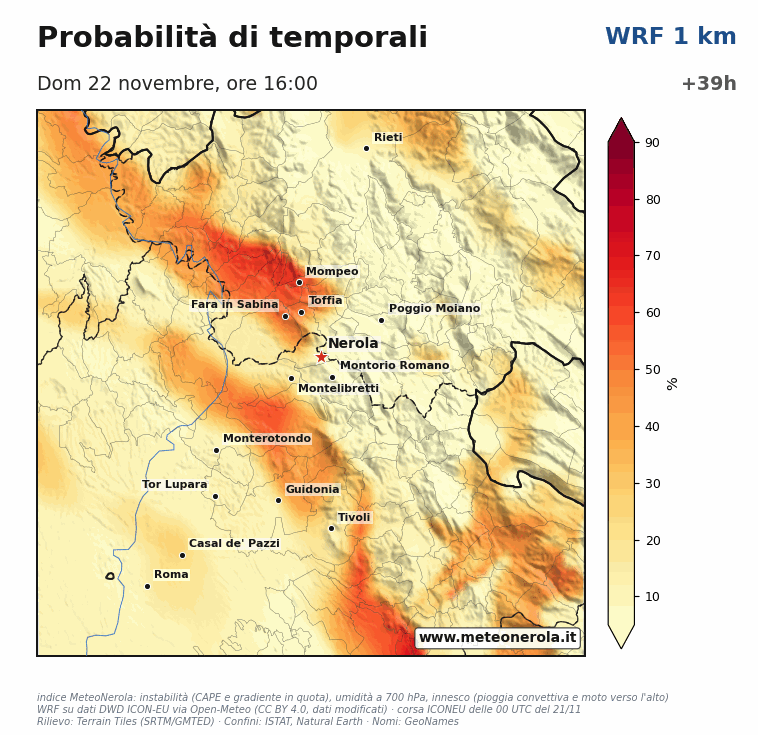 Probabilità di temporali
WRF 1 km
Dom 22 novembre, ore 16:00
+39h
Rieti
Mompeo
Fara in Sabina
Toffia
Poggio Moiano
Nerola
Montorio Romano
Montelibretti
Monterotondo
Tor Lupara
Guidonia
Tivoli
Casal de' Pazzi
Roma
www.meteonerola.it
90
80
70
60
50
40
30
20
10
%
indice MeteoNerola: instabilità (CAPE e gradiente in quota), umidità a 700 hPa, innesco (pioggia convettiva e moto verso l'alto)
WRF su dati DWD ICON-EU via Open-Meteo (CC BY 4.0, dati modificati) · corsa ICONEU delle 00 UTC del 21/11
Rilievo: Terrain Tiles (SRTM/GMTED) · Confini: ISTAT, Natural Earth · Nomi: GeoNames